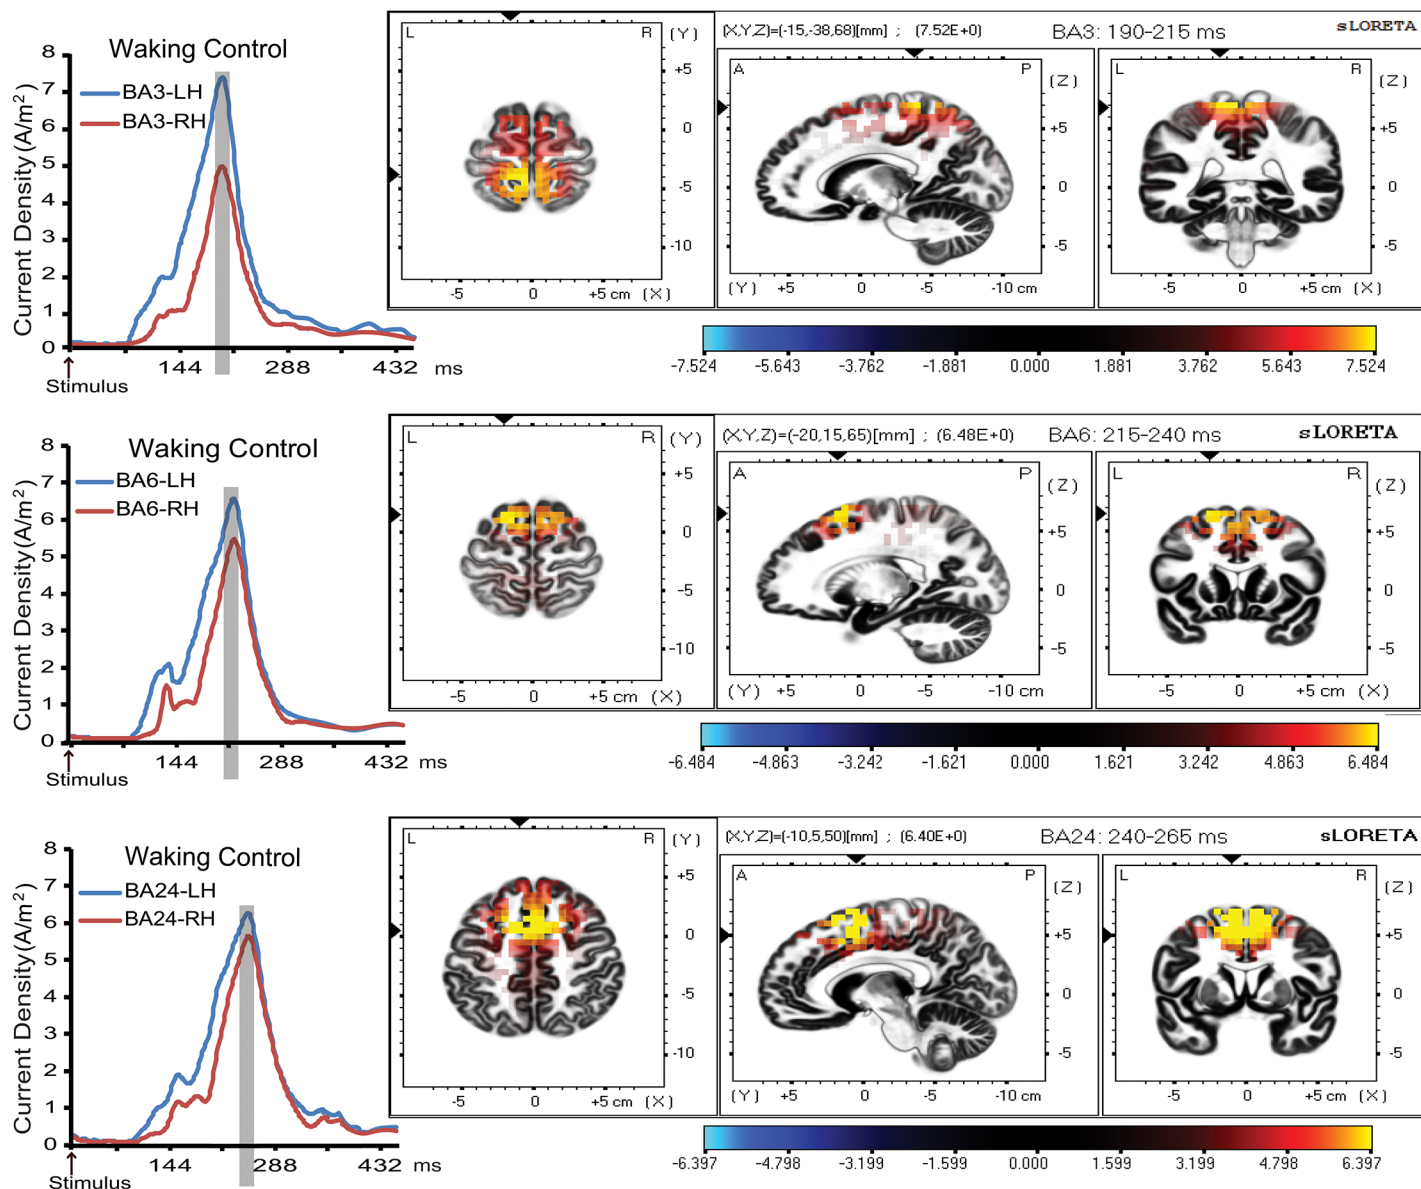 Waking Control
BA3-LH
BA3-RH
Current Density(A/m²)
8
7
6
5
4
3
2
1
0
144 288 432 ms
Stimulus
L R (Y)
+5
0
-5
-10
-5 0 +5 cm (X)
(X,Y,Z)=(-15,-38,68)[mm] ; (7.52E+0) BA3: 190-215 ms sLORETA
A P (Z)
+5
0
-5
(Y) +5 0 -5 -10 cm
L R (Z)
+5
0
-5
-5 0 +5 cm (X)
-7.524 -5.643 -3.762 -1.881 0.000 1.881 3.762 5.643 7.524
Waking Control
BA6-LH
BA6-RH
Current Density(A/m²)
8
7
6
5
4
3
2
1
0
144 288 432 ms
Stimulus
L R (Y)
+5
0
-5
-10
-5 0 +5 cm (X)
(X,Y,Z)=(-20,15,65)[mm] ; (6.48E+0) BA6: 215-240 ms sLORETA
A P (Z)
+5
0
-5
(Y) +5 0 -5 -10 cm
L R (Z)
+5
0
-5
-5 0 +5 cm (X)
-6.484 -4.863 -3.242 -1.621 0.000 1.621 3.242 4.863 6.484
Waking Control
BA24-LH
BA24-RH
Current Density(A/m²)
8
7
6
5
4
3
2
1
0
144 288 432 ms
Stimulus
L R (Y)
+5
0
-5
-10
-5 0 +5 cm (X)
(X,Y,Z)=(-10,5,50)[mm] ; (6.40E+0) BA24: 240-265 ms sLORETA
A P (Z)
+5
0
-5
(Y) +5 0 -5 -10 cm
L R (Z)
+5
0
-5
-5 0 +5 cm (X)
-6.397 -4.798 -3.199 -1.599 0.000 1.599 3.199 4.798 6.397